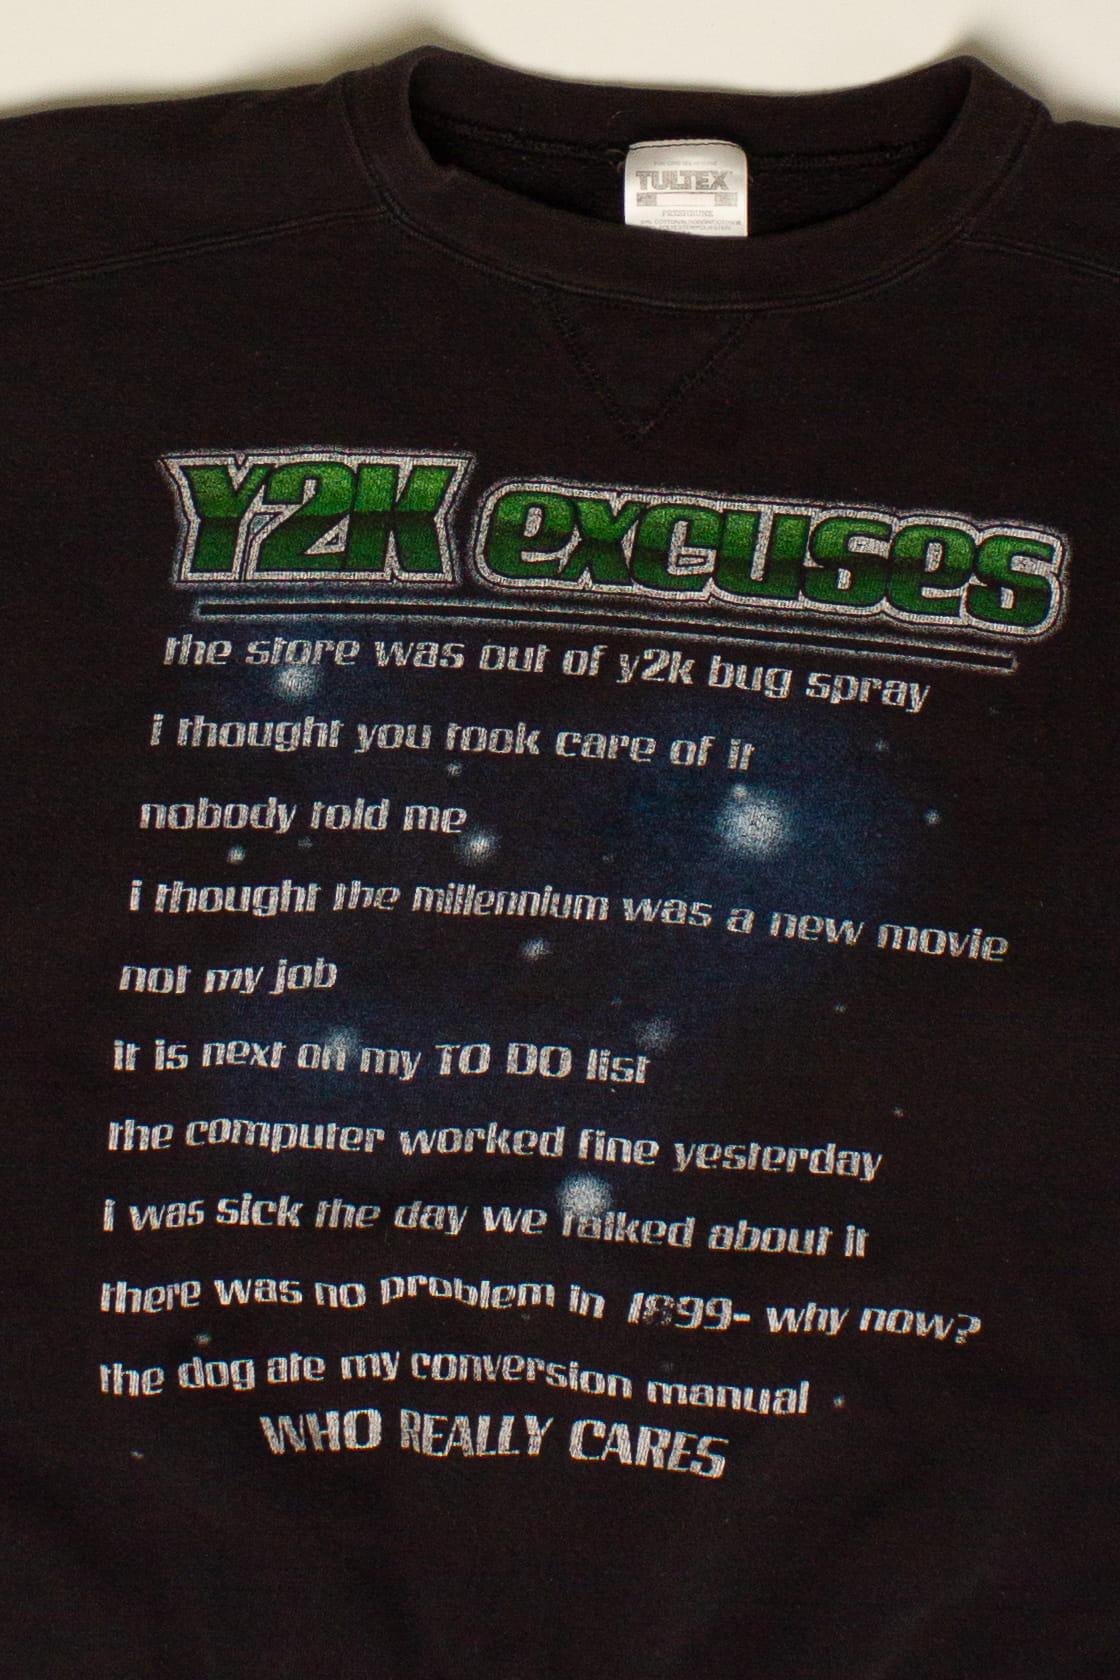 TULTEX
Y2K excuses
the store was out of y2k bug spray
i thought you took care of it
nobody told me
i thought the millennium was a new movie
not my job
it is next on my TO DO list
the computer worked fine yesterday
i was sick the day we talked about it
there was no problem in 1899- why now?
the dog ate my conversion manual
WHO REALLY CARES